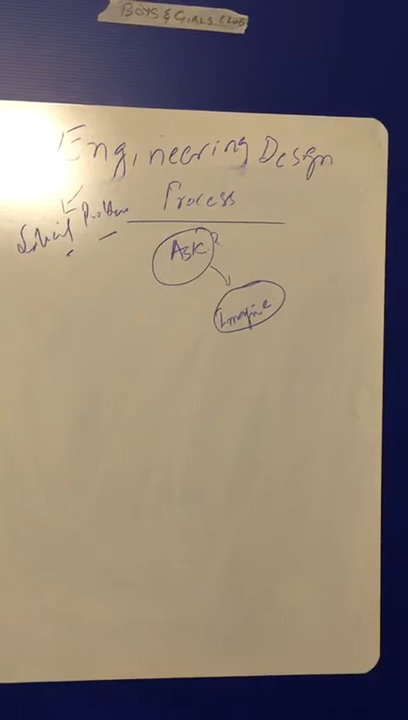 BOYS & GIRLS CLUB
Engineering Design
Process
Problem
ASK?
Imagine